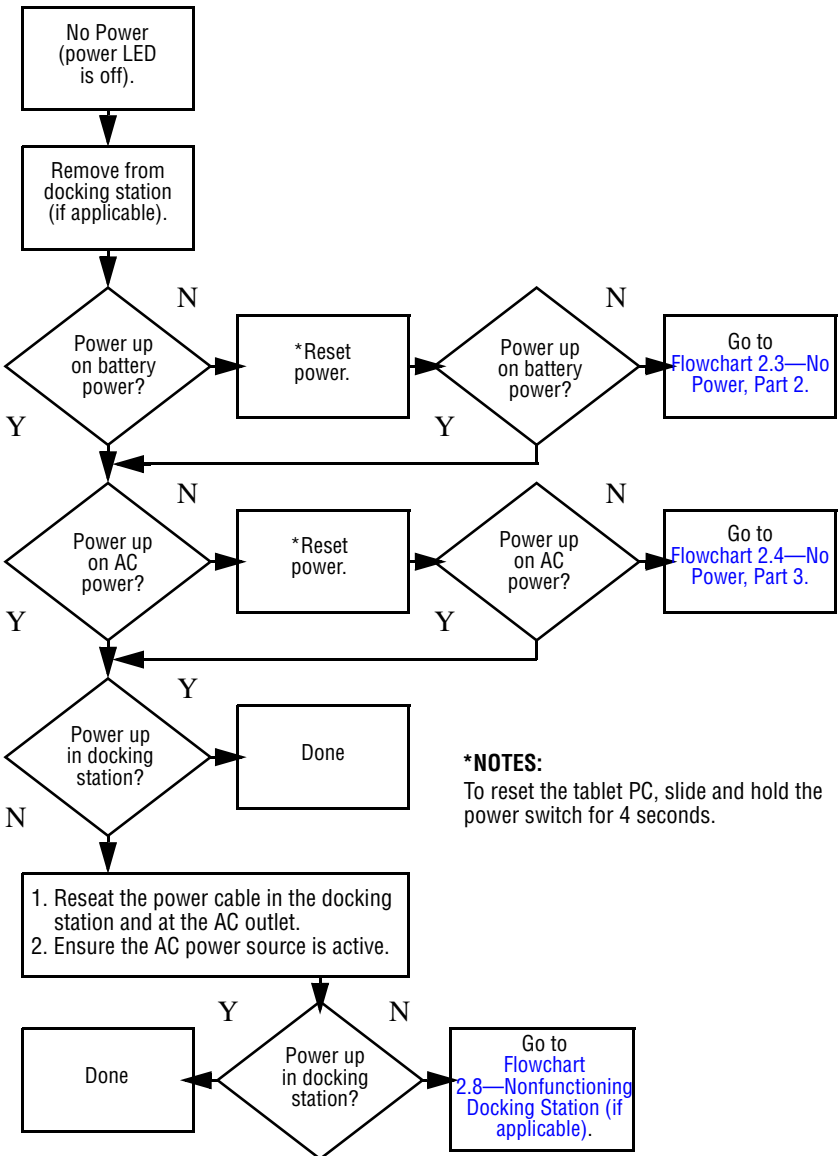 No Power
(power LED
is off).
Remove from
docking station
(if applicable).
N
N
Power up
on battery
power?
*Reset
power.
Power up
on battery
power?
Go to
Flowchart 2.3—No
Power, Part 2.
Y
Y
N
N
Power up
on AC
power?
*Reset
power.
Power up
on AC
power?
Go to
Flowchart 2.4—No
Power, Part 3.
Y
Y
Y
Power up
in docking
station?
Done
N
*NOTES:
To reset the tablet PC, slide and hold the
power switch for 4 seconds.
1. Reseat the power cable in the docking
station and at the AC outlet.
2. Ensure the AC power source is active.
Y
N
Done
Power up
in docking
station?
Go to
Flowchart
2.8—Nonfunctioning
Docking Station (if
applicable).